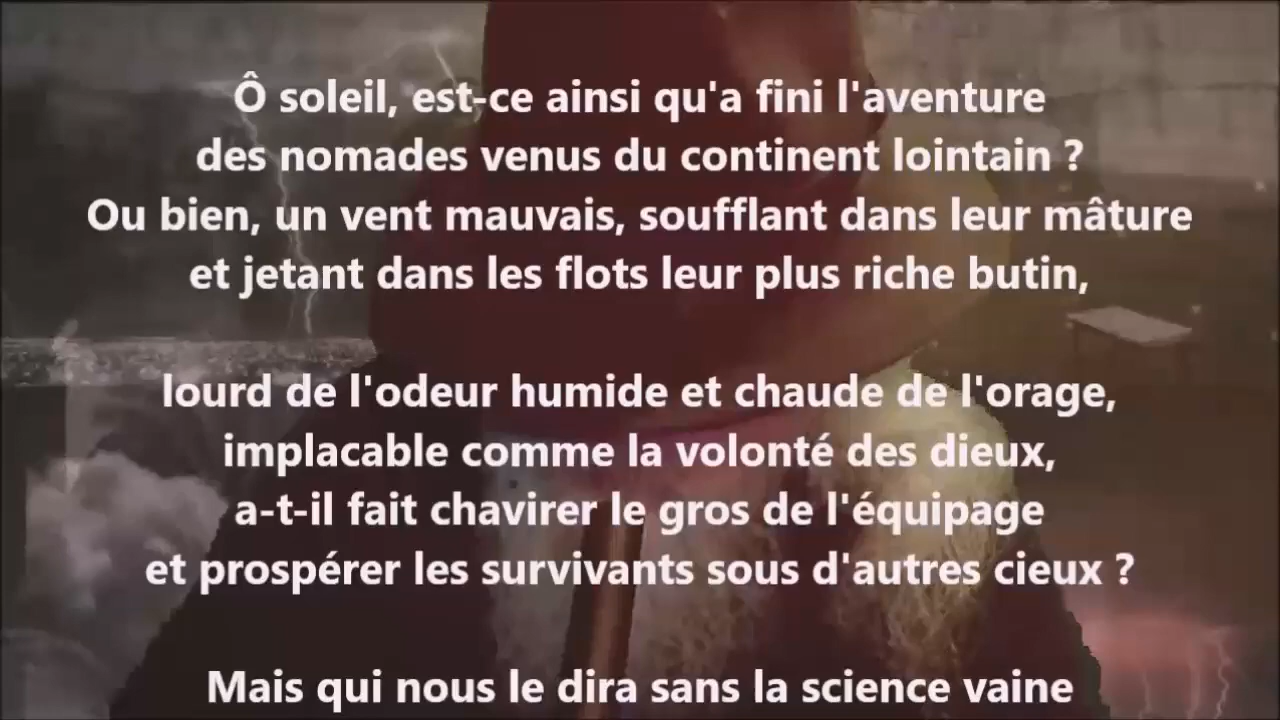 Ô soleil, est-ce ainsi qu'a fini l'aventure
des nomades venus du continent lointain ?
Ou bien, un vent mauvais, soufflant dans leur mâture
et jetant dans les flots leur plus riche butin,
lourd de l'odeur humide et chaude de l'orage,
implacable comme la volonté des dieux,
a-t-il fait chavirer le gros de l'équipage
et prospérer les survivants sous d'autres cieux ?
Mais qui nous le dira sans la science vaine